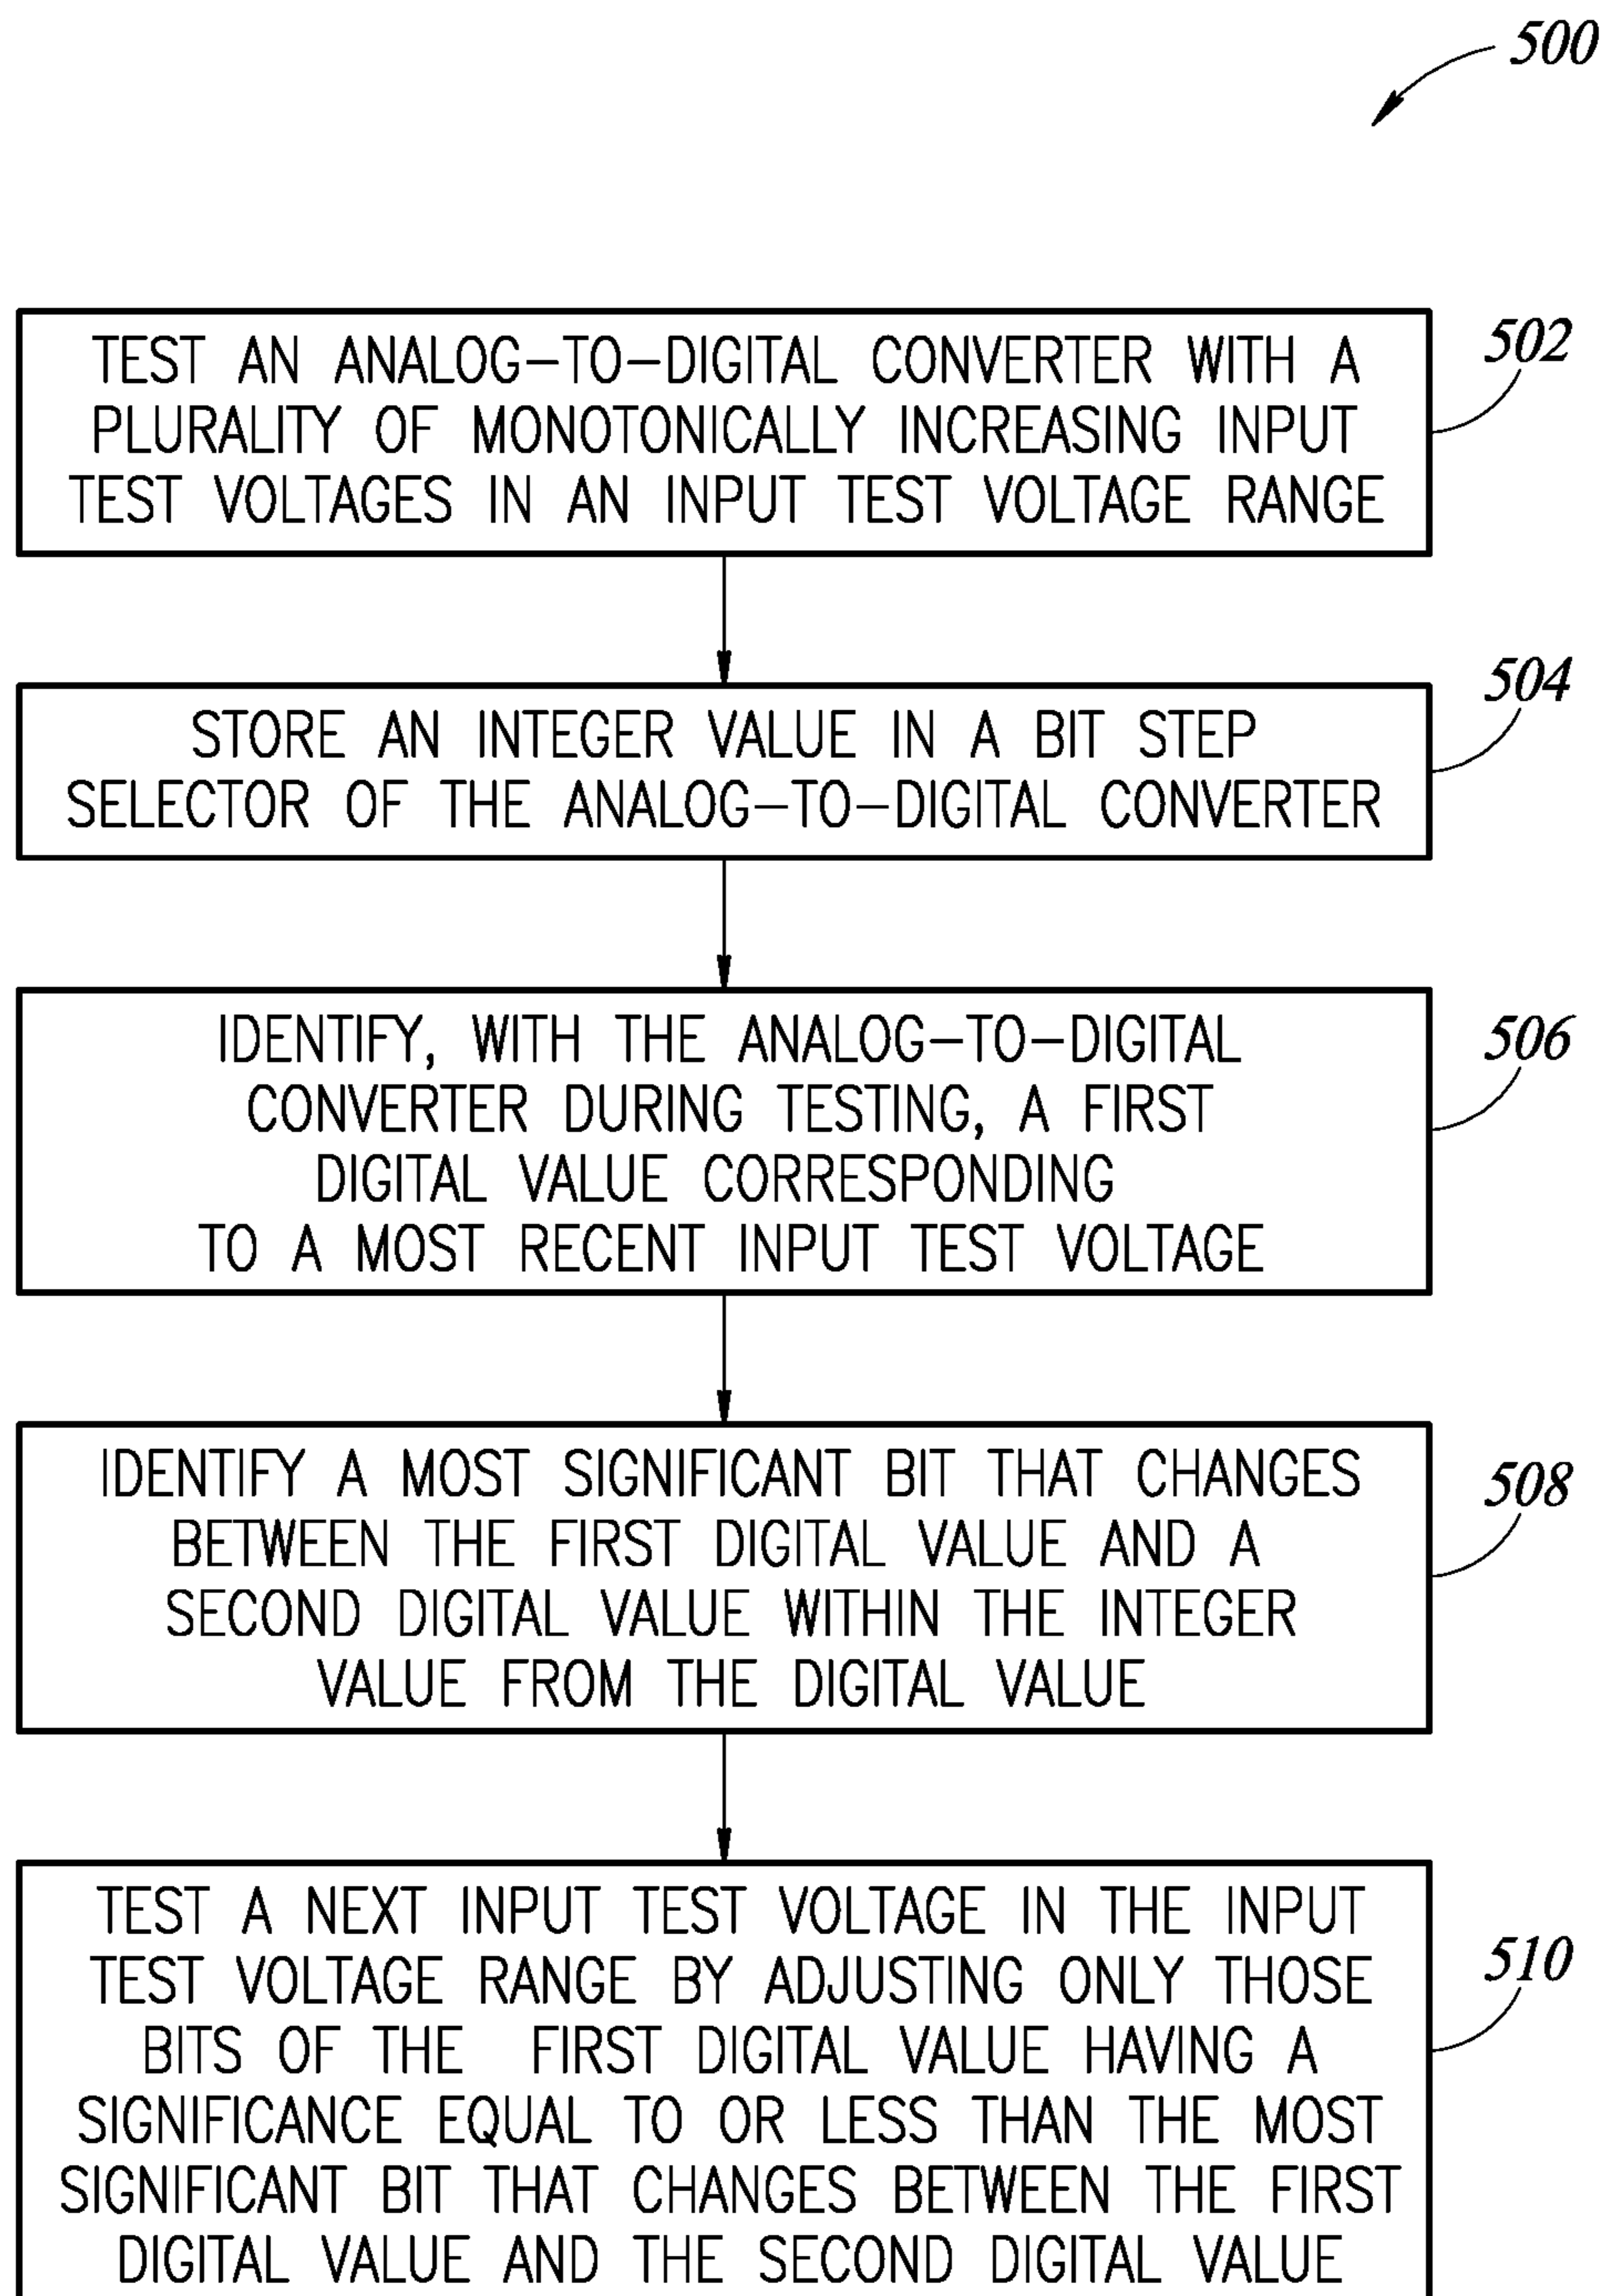 500
TEST AN ANALOG-TO-DIGITAL CONVERTER WITH A
PLURALITY OF MONOTONICALLY INCREASING INPUT
TEST VOLTAGES IN AN INPUT TEST VOLTAGE RANGE
502
STORE AN INTEGER VALUE IN A BIT STEP
SELECTOR OF THE ANALOG-TO-DIGITAL CONVERTER
504
IDENTIFY, WITH THE ANALOG-TO-DIGITAL
CONVERTER DURING TESTING, A FIRST
DIGITAL VALUE CORRESPONDING
TO A MOST RECENT INPUT TEST VOLTAGE
506
IDENTIFY A MOST SIGNIFICANT BIT THAT CHANGES
BETWEEN THE FIRST DIGITAL VALUE AND A
SECOND DIGITAL VALUE WITHIN THE INTEGER
VALUE FROM THE DIGITAL VALUE
508
TEST A NEXT INPUT TEST VOLTAGE IN THE INPUT
TEST VOLTAGE RANGE BY ADJUSTING ONLY THOSE
BITS OF THE FIRST DIGITAL VALUE HAVING A
SIGNIFICANCE EQUAL TO OR LESS THAN THE MOST
SIGNIFICANT BIT THAT CHANGES BETWEEN THE FIRST
DIGITAL VALUE AND THE SECOND DIGITAL VALUE
510